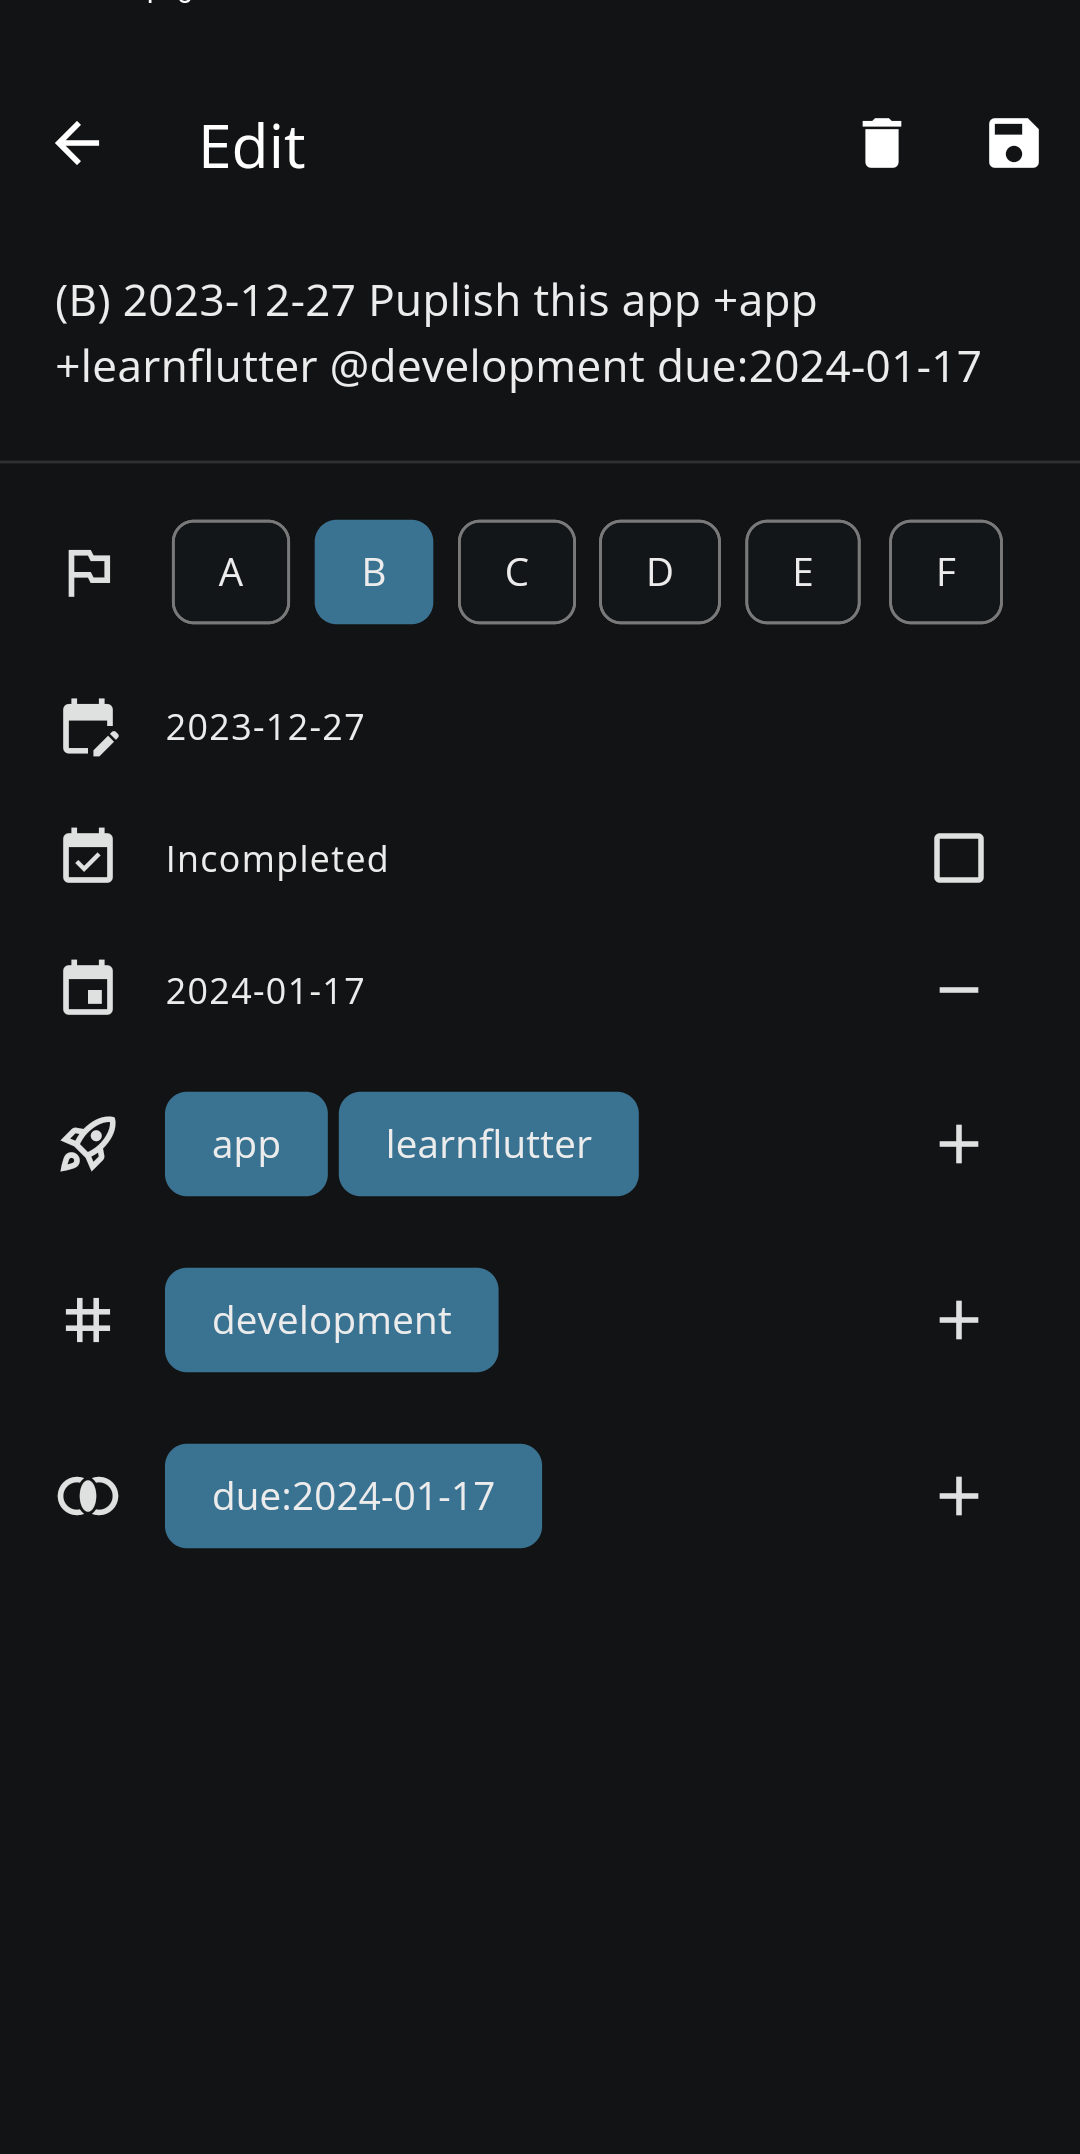 Edit
(B) 2023-12-27 Puplish this app +app
+learnflutter @development due:2024-01-17
A B C D E F
2023-12-27
Incompleted
2024-01-17
app learnflutter
development
due:2024-01-17